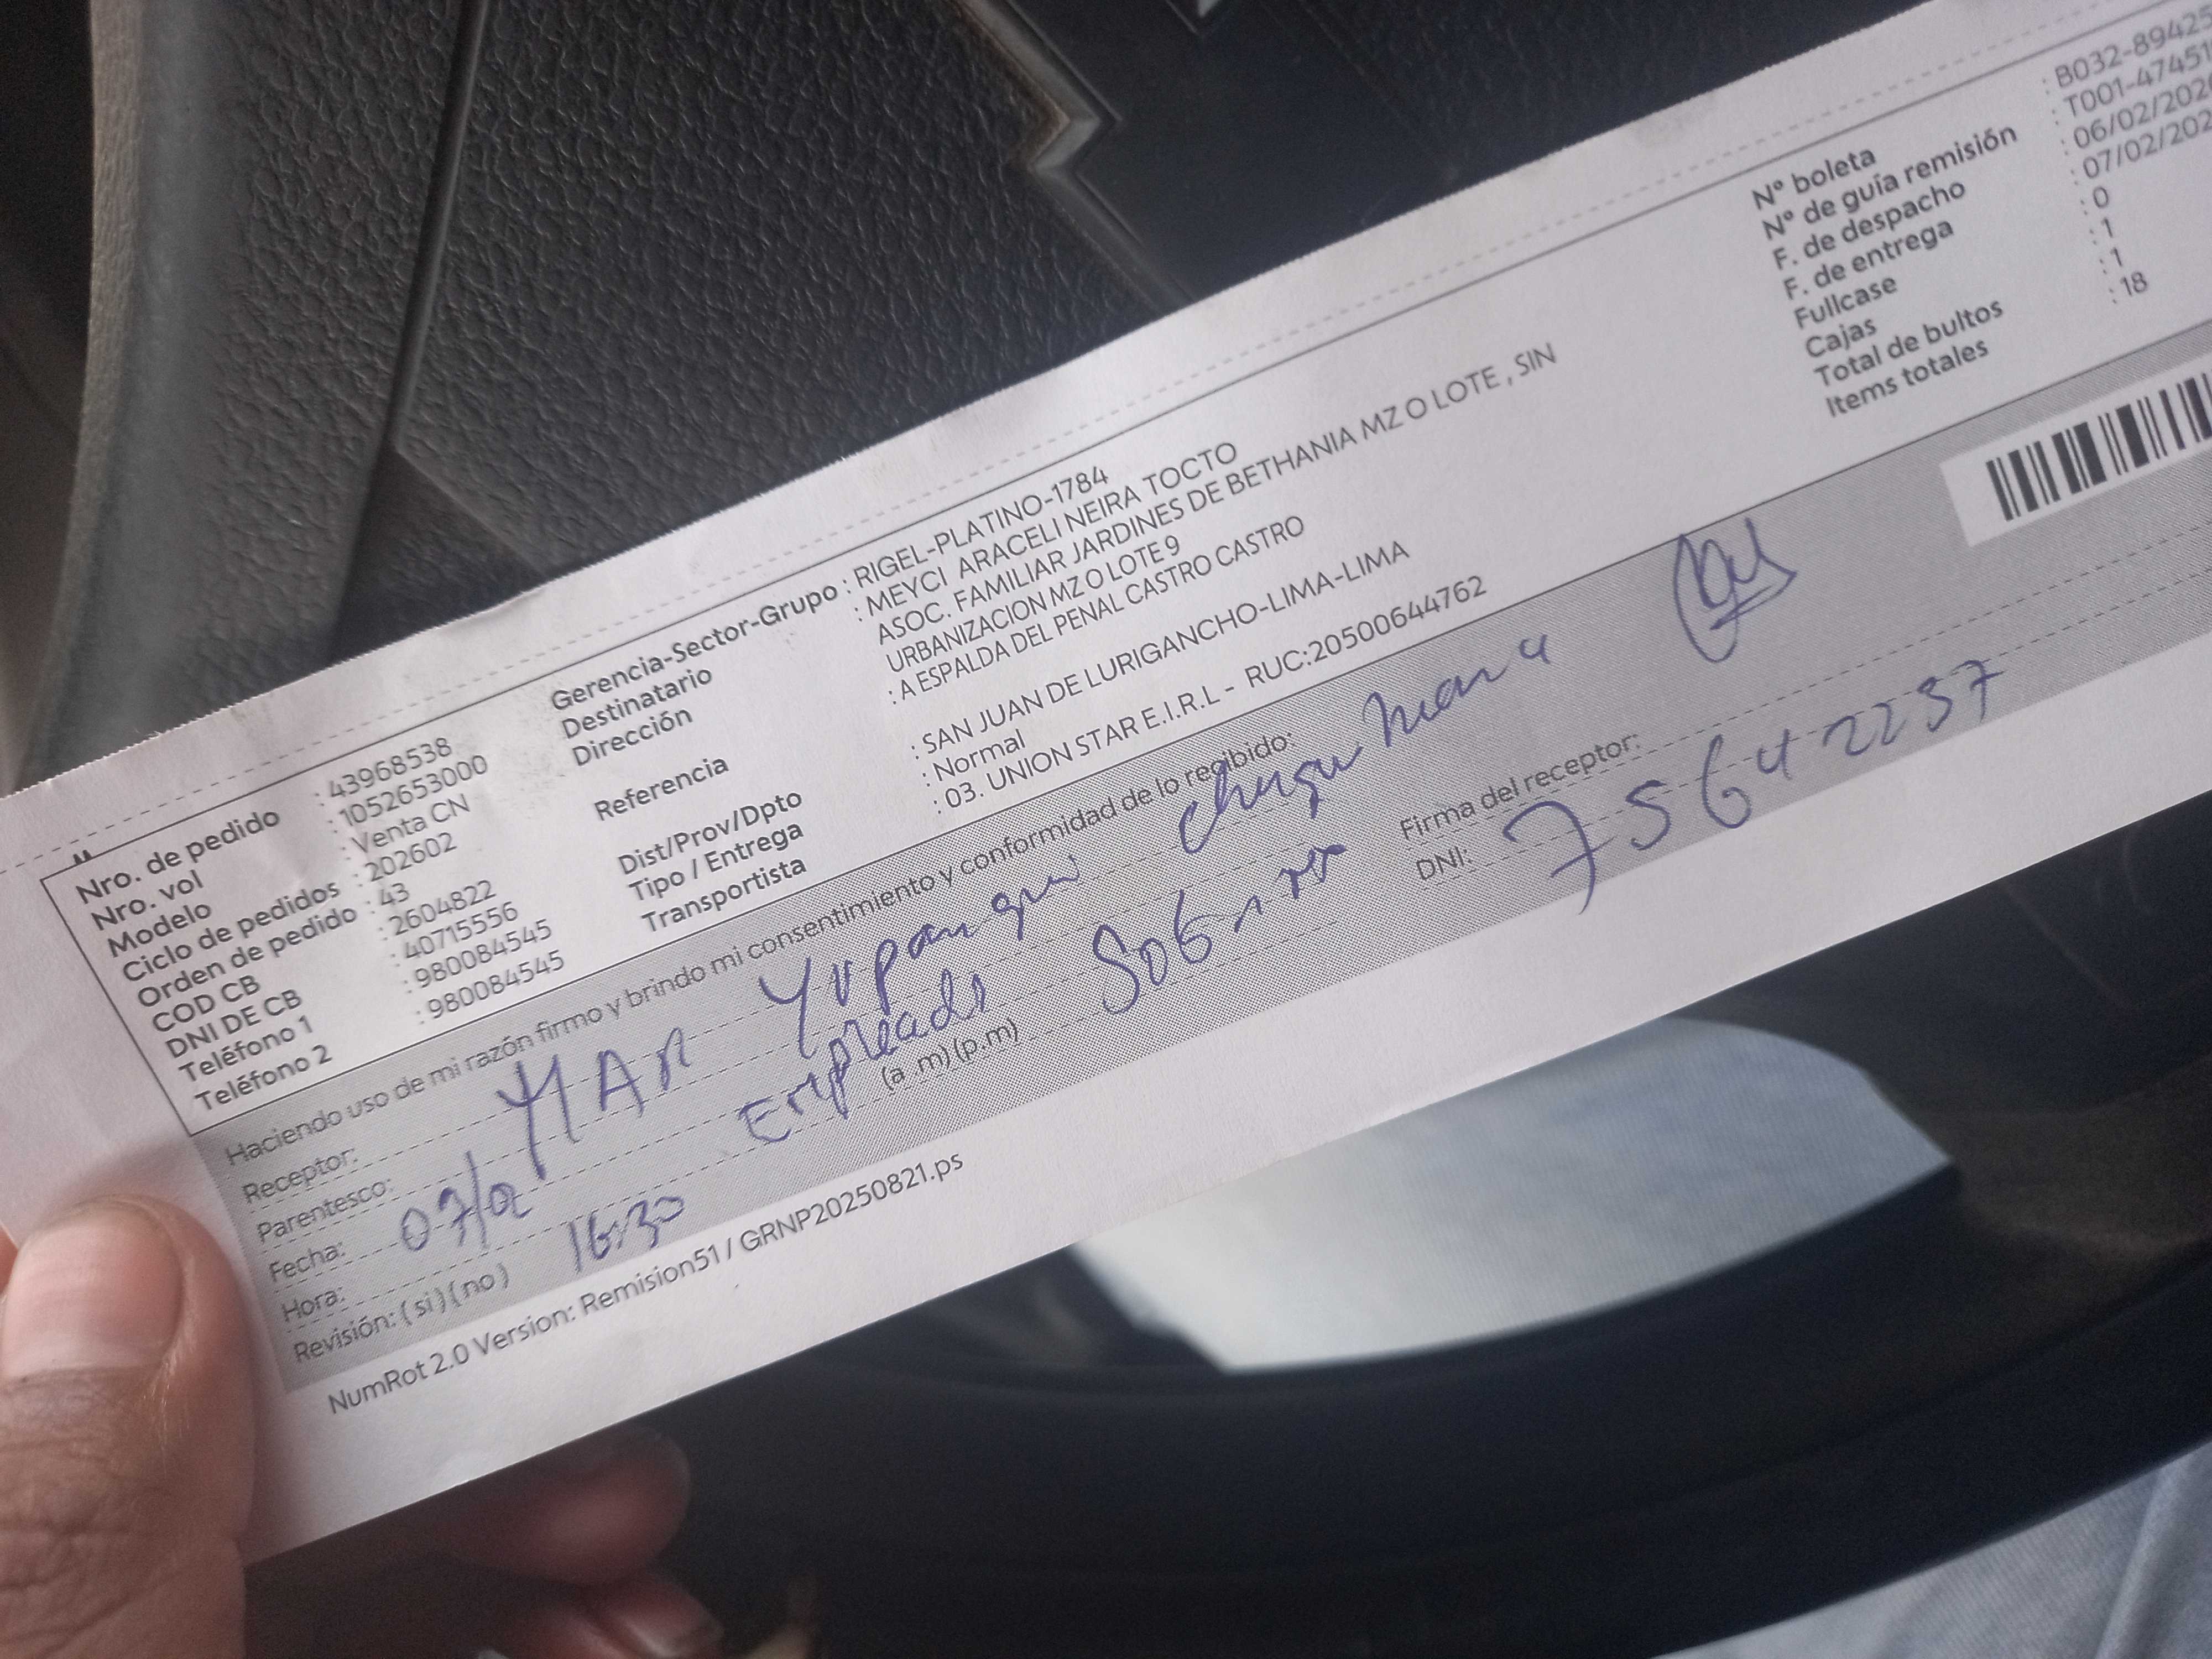 Nro. de pedido : 43968538
Nro. vol : 1052653000
Modelo : Venta CN
Ciclo de pedidos : 202602
Orden de pedido : 43
COD CB : 2604822
DNI DE CB : 40715556
Teléfono 1 : 980084545
Teléfono 2 : 980084545
Gerencia-Sector-Grupo : RIGEL-PLATINO-1784
Destinatario : MEYCI ARACELI NEIRA TOCTO
Dirección ASOC. FAMILIAR JARDINES DE BETHANIA MZ O LOTE , SIN
URBANIZACION MZ O LOTE 9
Referencia : A ESPALDA DEL PENAL CASTRO CASTRO
Dist/Prov/Dpto : SAN JUAN DE LURIGANCHO-LIMA-LIMA
Tipo / Entrega : Normal
Transportista : 03. UNION STAR E.I.R.L - RUC:20500644762
N° boleta : B032-89425
N° de guía remisión : T001-47451
F. de despacho : 06/02/202
F. de entrega : 07/02/202
Fullcase : 0
Cajas : 1
Total de bultos : 1
Items totales : 18
Haciendo uso de mi razón firmo y brindo mi consentimiento y conformidad de lo recibido:
Receptor: Yupanqui
Parentesco: Empleado Sobrino
Fecha: 07/02
Hora: 16:30 (a m) (p.m)
Revisión: ( si ) ( no )
Firma del receptor:
DNI: 75642237
NumRot 2.0 Version: Remision51 / GRNP20250821.ps